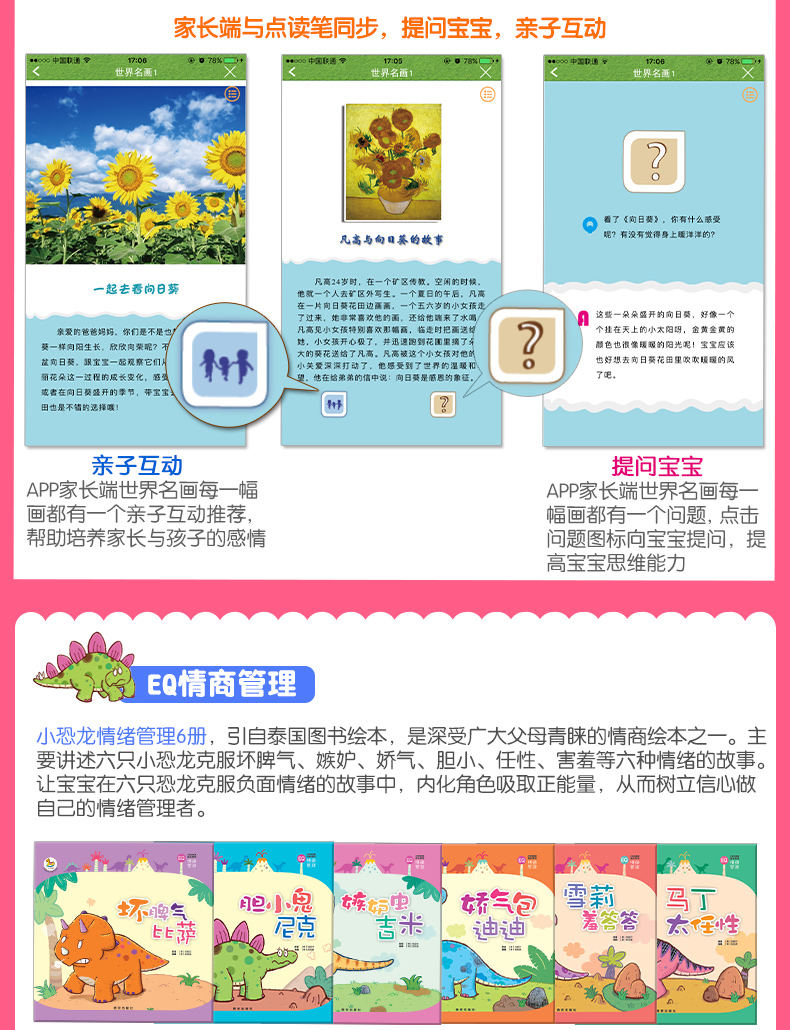 家长端与点读笔同步，提问宝宝，亲子互动
中国联通
17:06
78%
世界名画1
一起去看向日葵
亲爱的爸爸妈妈，你们是不是也
葵一样向阳生长，欣欣向荣呢？不
盆向日葵，跟宝宝一起观察它们从
丽花朵这一过程的成长变化，感受
或者在向日葵盛开的季节，带宝宝去
田也是不错的选择哦！
中国联通
17:05
78%
世界名画1
凡高与向日葵的故事
凡高24岁时，在一个矿区传教。空闲的时候，
他就一个人去矿区外写生。一个夏日的午后，凡高
在一片向日葵花田边画画。一个五六岁的小女孩走
了过来，她非常喜欢他的画，还给他端来了水喝
凡高见小女孩特别喜欢那幅画，临走时把画送给
她，小女孩开心极了，并迅速跑到花圃里摘了朵
大的葵花送给了凡高。凡高被这个小女孩对他的
小关爱深深打动了，他感受到了世界的温暖和
望。他在给弟弟的信中说：向日葵是感恩的象征。
?
?
中国联通
17:06
78%
世界名画1
?
看了《向日葵》，你有什么感受
呢？有没有觉得身上暖洋洋的？
A
这些一朵朵盛开的向日葵，好像一个
个挂在天上的小太阳呀，金黄金黄的
颜色也很像暖暖的阳光呢！宝宝应该
也好想去向日葵花田里吹吹暖暖的风
了吧。
亲子互动
APP家长端世界名画每一幅
画都有一个亲子互动推荐，
帮助培养家长与孩子的感情
提问宝宝
APP家长端世界名画每一
幅画都有一个问题，点击
问题图标向宝宝提问，提
高宝宝思维能力
EQ情商管理
小恐龙情绪管理6册，引自泰国图书绘本，是深受广大父母青睐的情商绘本之一。主
要讲述六只小恐龙克服坏脾气、嫉妒、娇气、胆小、任性、害羞等六种情绪的故事。
让宝宝在六只恐龙克服负面情绪的故事中，内化角色吸取正能量，从而树立信心做
自己的情绪管理者。
坏脾气
比萨
胆小鬼
尼克
嫉妒虫
吉米
娇气包
迪迪
雪莉
羞答答
马丁
太任性